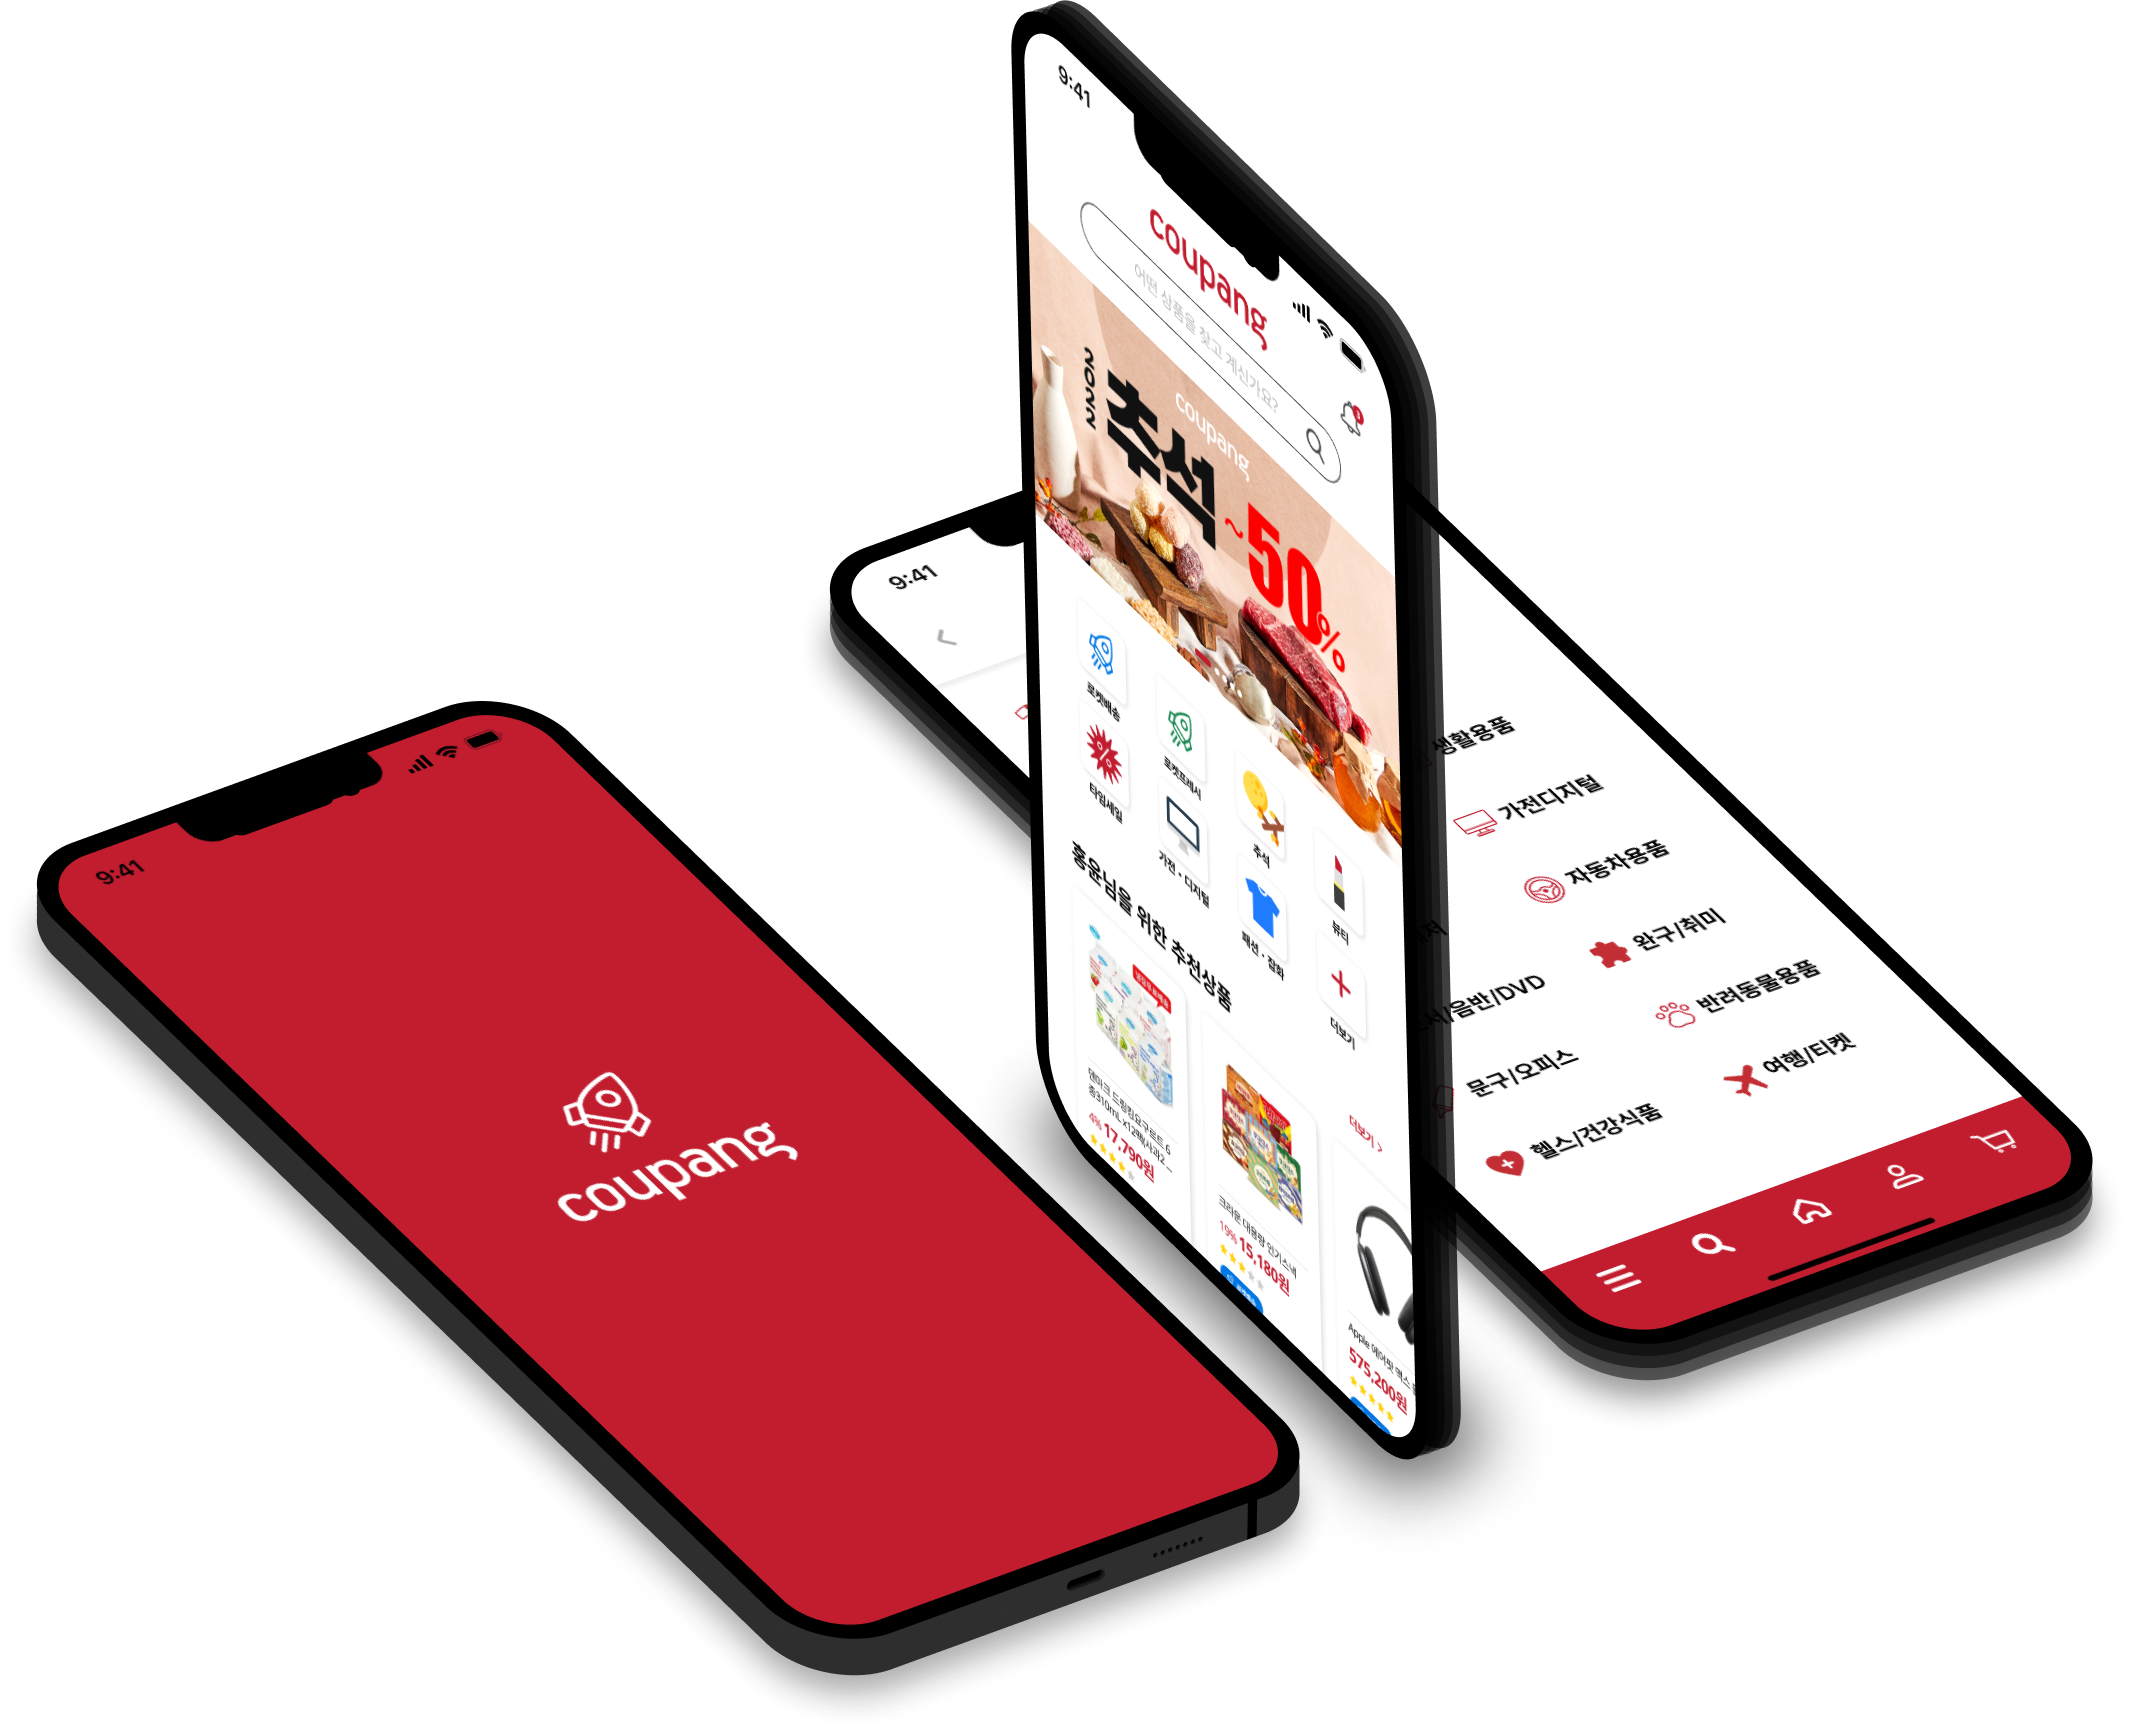 9:41
coupang
9:41
coupang
어떤 상품을 찾고 계신가요?
coupang
NONNN
추석
~50%
로켓배송
로켓프레시
추석
뷰티
타임세일
가전 · 디지털
패션 · 잡화
더보기
홍윤님을 위한 추천상품
더보기 >
덴마크 드링킹요구르트 6
종310mL x12팩(사과2 ...
4% 17,790원
크라운 대용량 인기스낵
19% 15,180원
Apple 에어팟 맥스
575,200원
9:41
생활용품
가전디지털
자동차용품
완구/취미
/음반/DVD
반려동물용품
문구/오피스
여행/티켓
헬스/건강식품